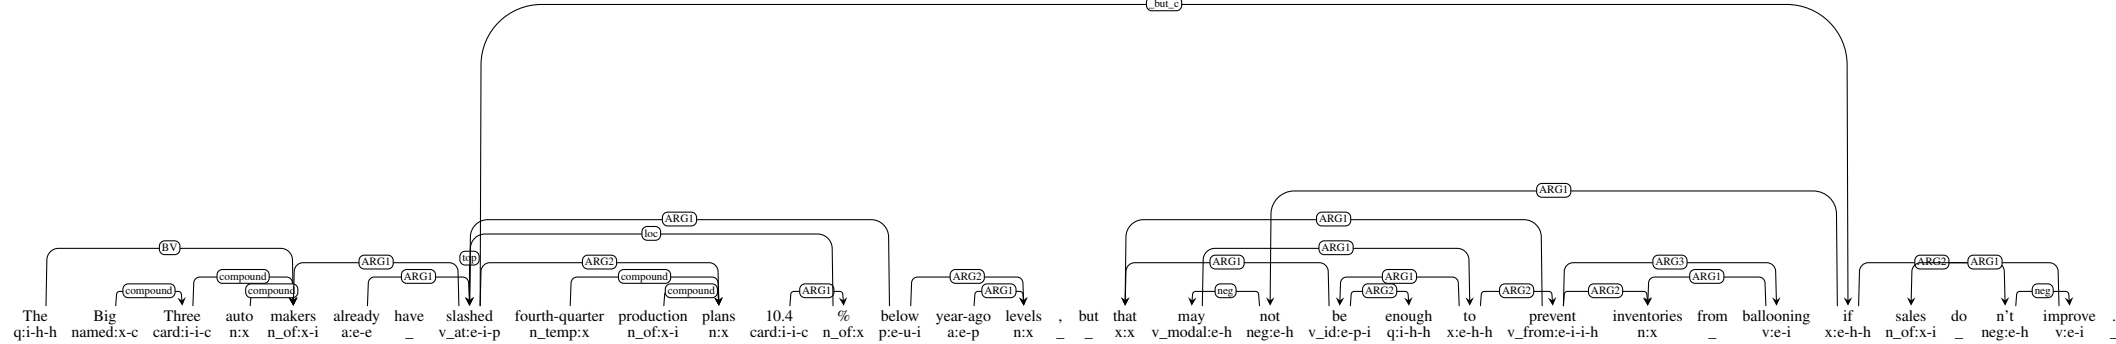 _but_c
ARG1
ARG1 ARG1
loc
BV ARG1
top
ARG1 ARG2 ARG1 ARG3 ARG2 ARG1
compound ARG1 compound ARG2 ARG1 ARG1
compound compound compound ARG1 ARG1 neg ARG2 ARG2 ARG2 neg
The Big Three auto makers already have slashed fourth-quarter production plans 10.4 % below year-ago levels , but that may not be enough to prevent inventories from ballooning if sales do n't improve .
q:i-h-h named:x-c card:i-i-c n:x n_of:x-i a:e-e _ v_at:e-i-p n_temp:x n_of:x-i n:x card:i-i-c n_of:x p:e-u-i a:e-p n:x _ _ x:x v_modal:e-h neg:e-h v_id:e-p-i q:i-h-h x:e-h-h v_from:e-i-i-h n:x _ v:e-i x:e-h-h n_of:x-i _ neg:e-h v:e-i _